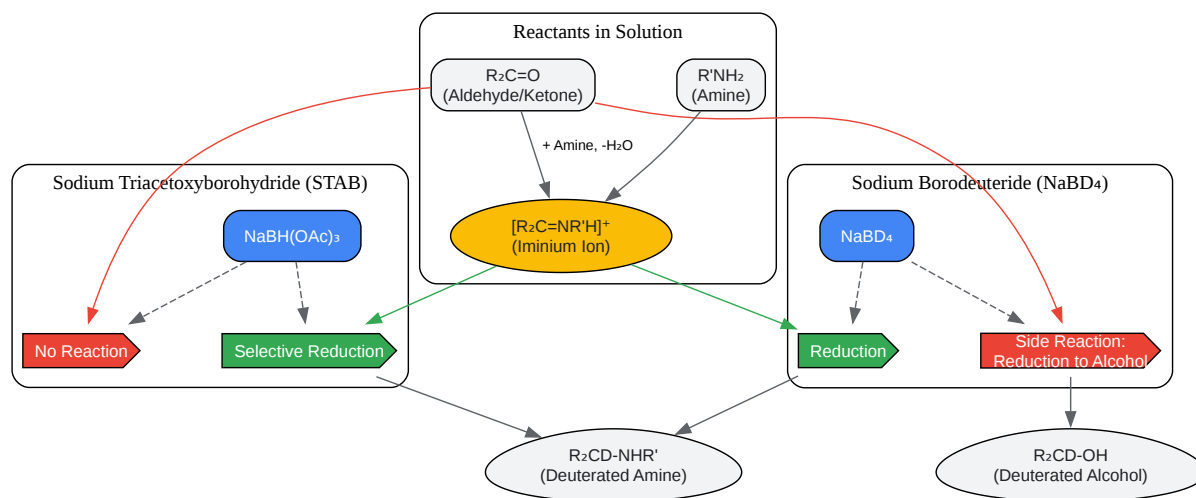 Reactants in Solution
R₂C=O
(Aldehyde/Ketone)
R'NH₂
(Amine)
+ Amine, -H₂O
[R₂C=NR'H]⁺
(Iminium Ion)
Sodium Triacetoxyborohydride (STAB)
NaBH(OAc)₃
No Reaction
Selective Reduction
Sodium Borodeuteride (NaBD₄)
NaBD₄
Reduction
Side Reaction:
Reduction to Alcohol
R₂CD-NHR'
(Deuterated Amine)
R₂CD-OH
(Deuterated Alcohol)